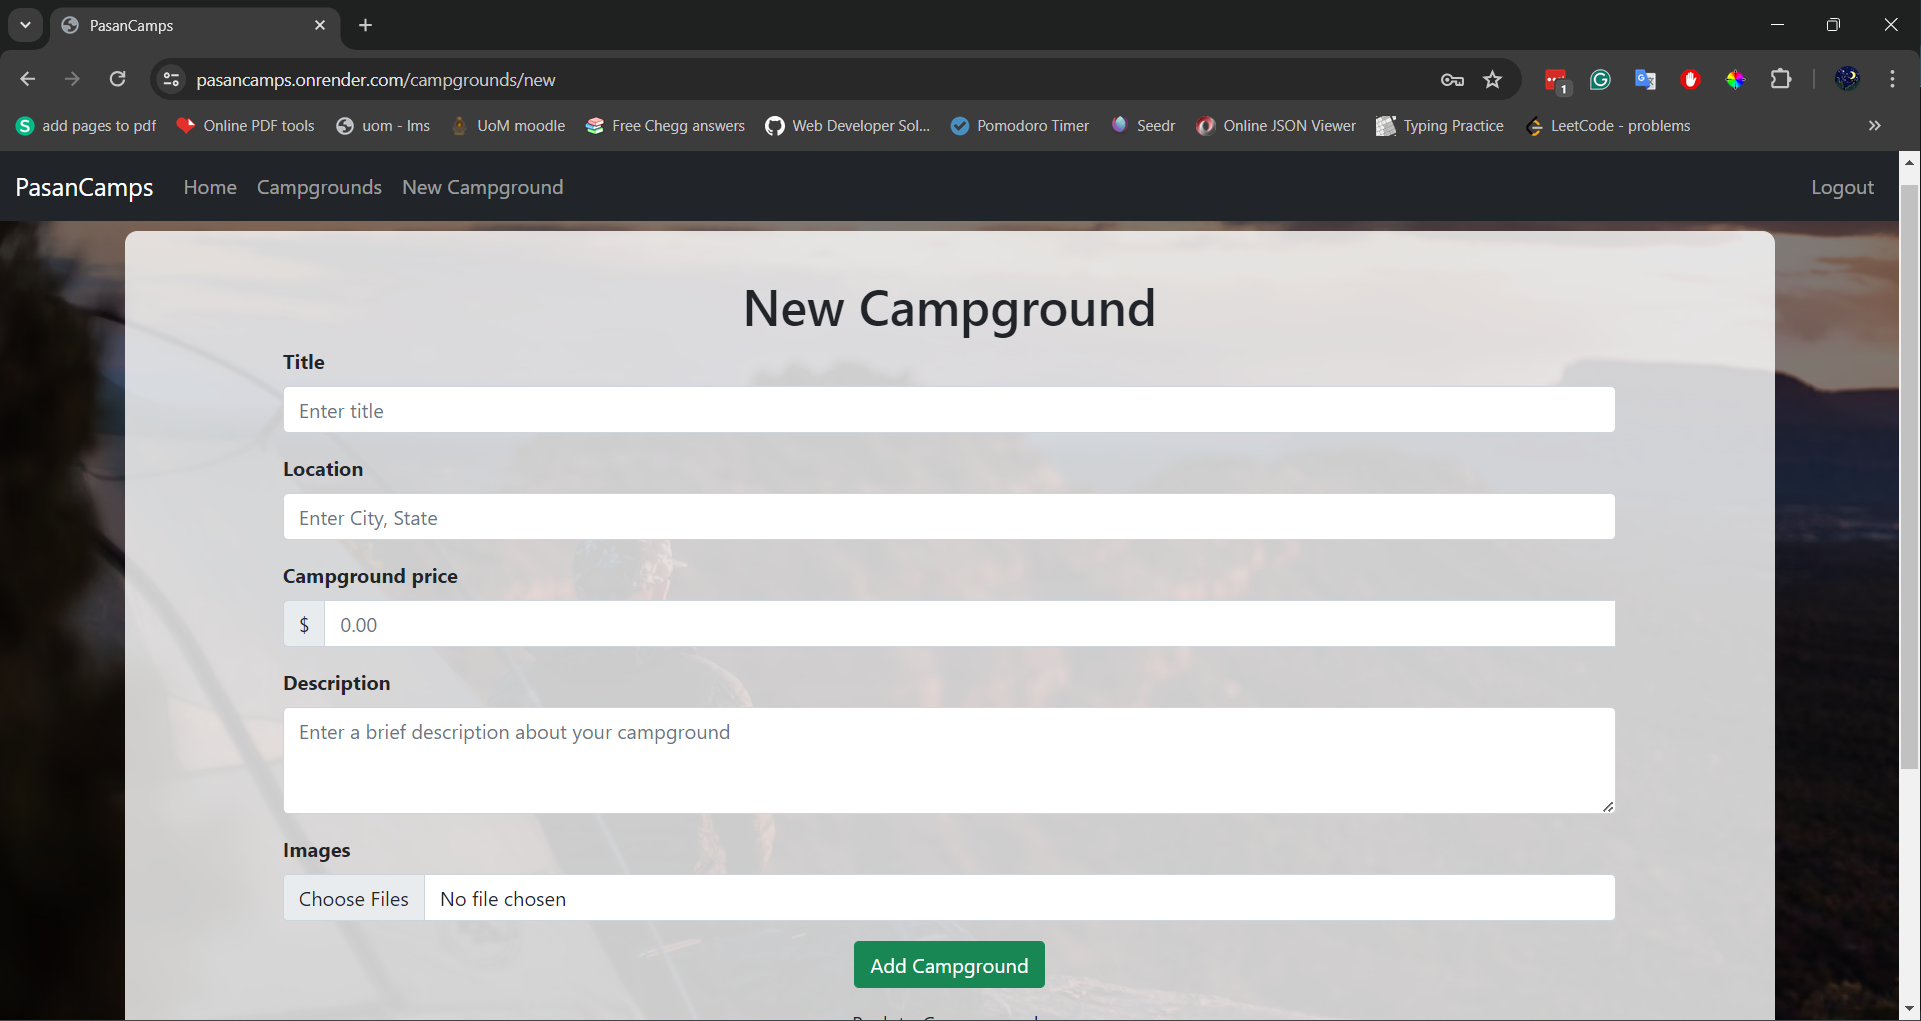 PasanCamps
pasancamps.onrender.com/campgrounds/new
1
add pages to pdf Online PDF tools uom - lms UoM moodle Free Chegg answers Web Developer Sol... Pomodoro Timer Seedr Online JSON Viewer Typing Practice LeetCode - problems
PasanCamps Home Campgrounds New Campground Logout
New Campground
Title
Enter title
Location
Enter City, State
Campground price
$ 0.00
Description
Enter a brief description about your campground
Images
Choose Files No file chosen
Add Campground